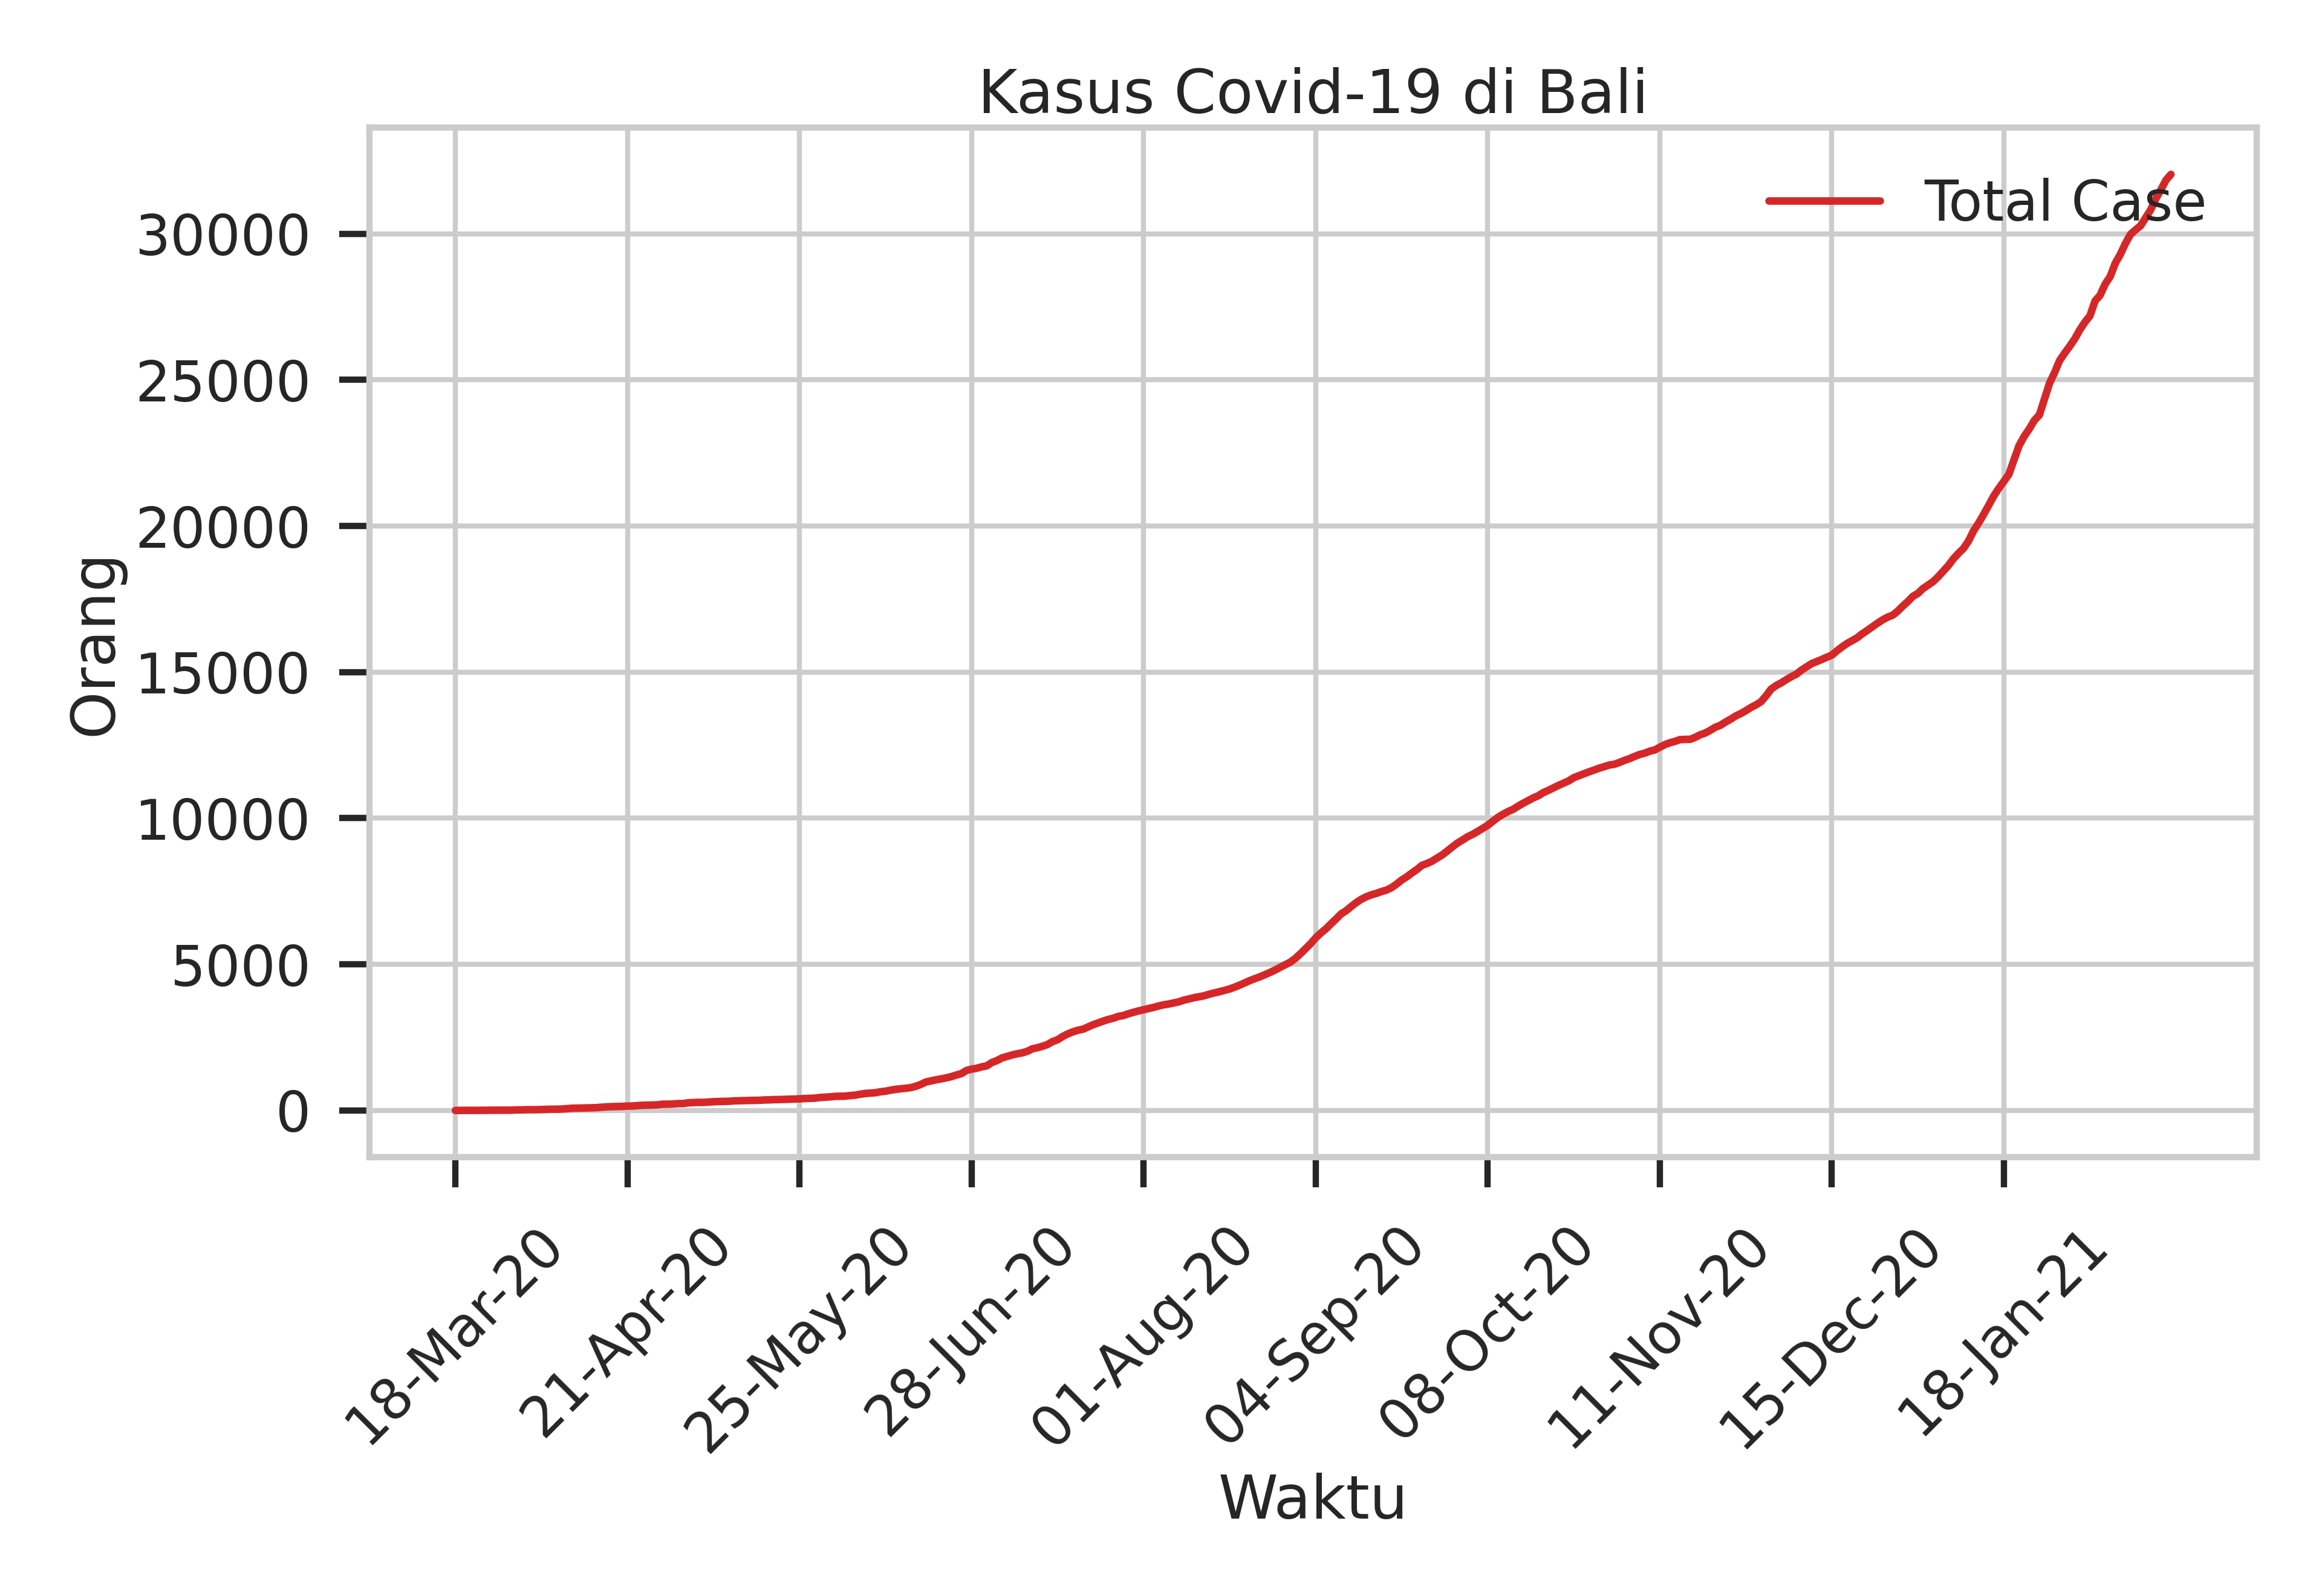 Kasus Covid-19 di Bali
Total Case
30000
25000
20000
15000
10000
5000
0
Orang
18-Mar-20
21-Apr-20
25-May-20
28-Jun-20
01-Aug-20
04-Sep-20
08-Oct-20
11-Nov-20
15-Dec-20
18-Jan-21
Waktu